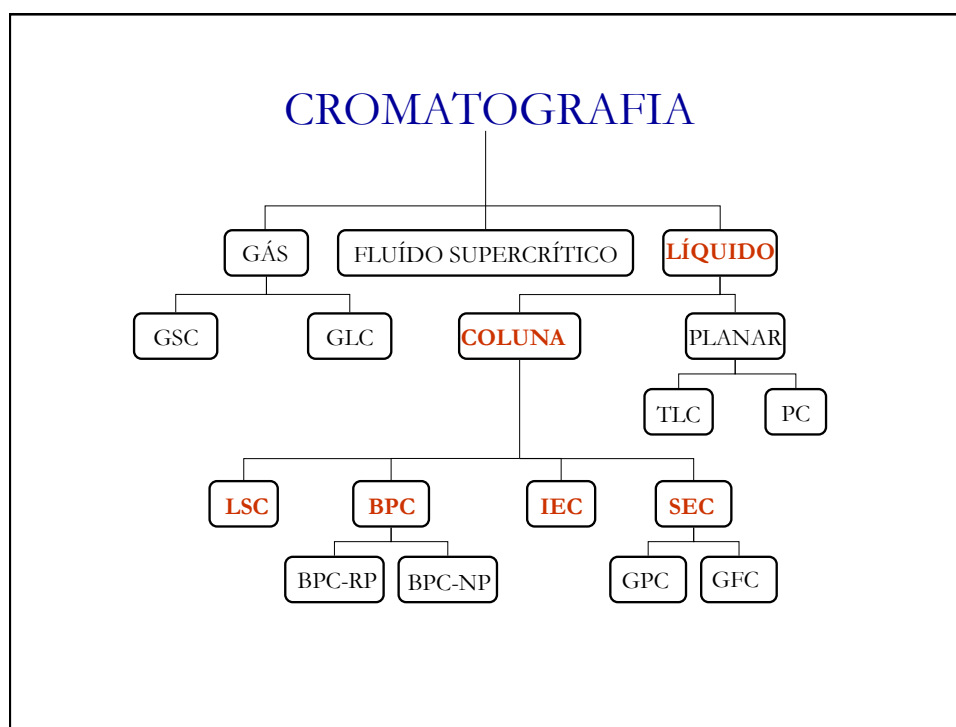 CROMATOGRAFIA
GÁS
FLUÍDO SUPERCRÍTICO
LÍQUIDO
GSC
GLC
COLUNA
PLANAR
TLC
PC
LSC
BPC
IEC
SEC
BPC-RP
BPC-NP
GPC
GFC